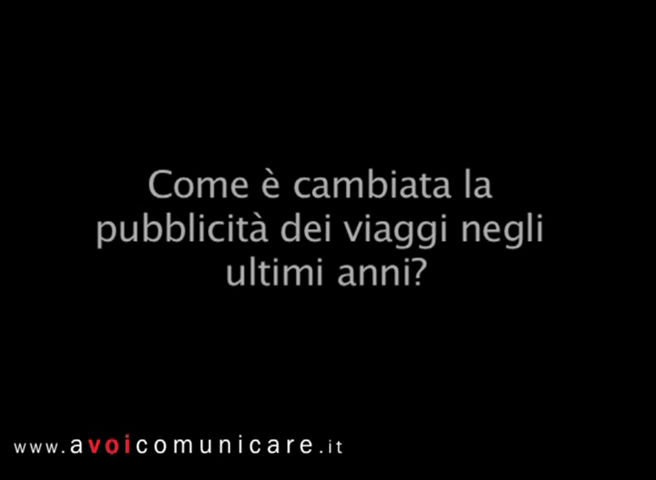 Come è cambiata la
pubblicità dei viaggi negli
ultimi anni?
www.avoicomunicare.it